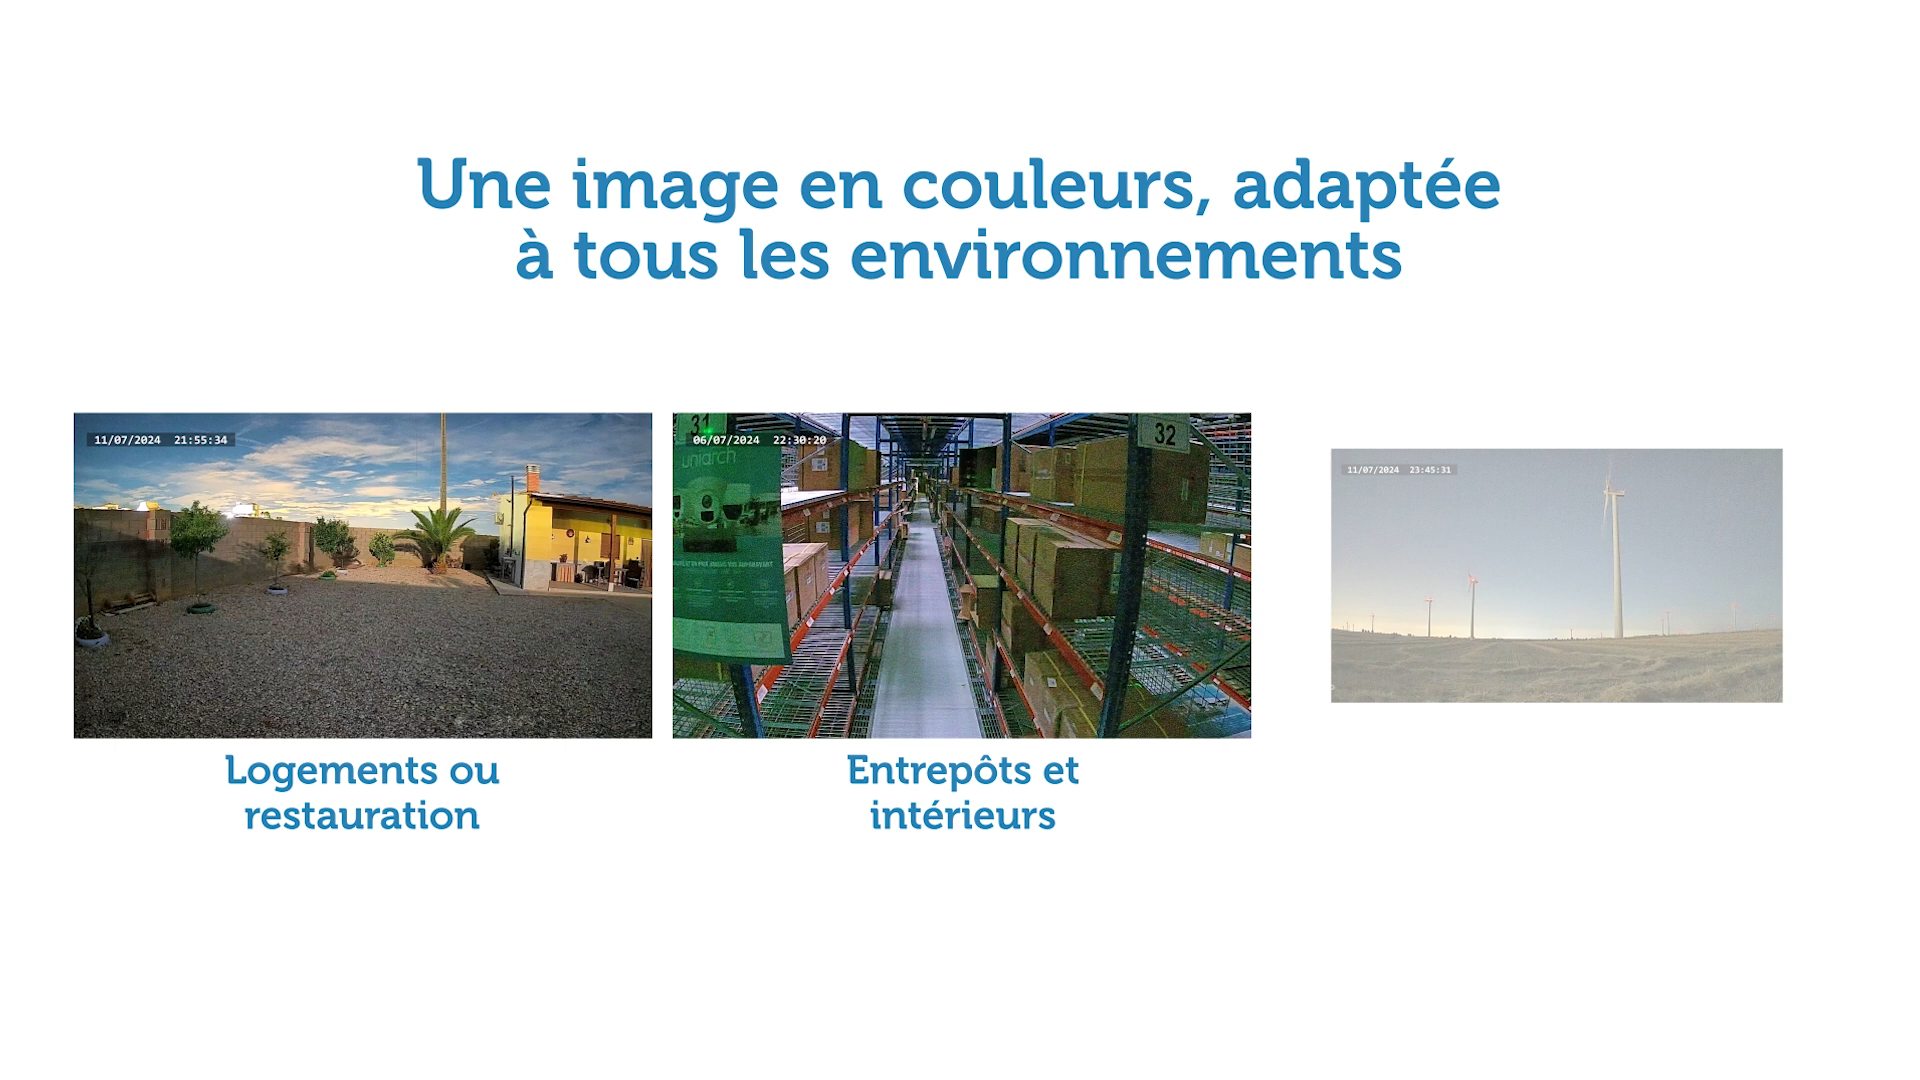 Une image en couleurs, adaptée
à tous les environnements
11/07/2024 21:55:34
31
06/07/2024 22:30:20
uniarch
32
11/07/2024 23:45:31
Logements ou
restauration
Entrepôts et
intérieurs